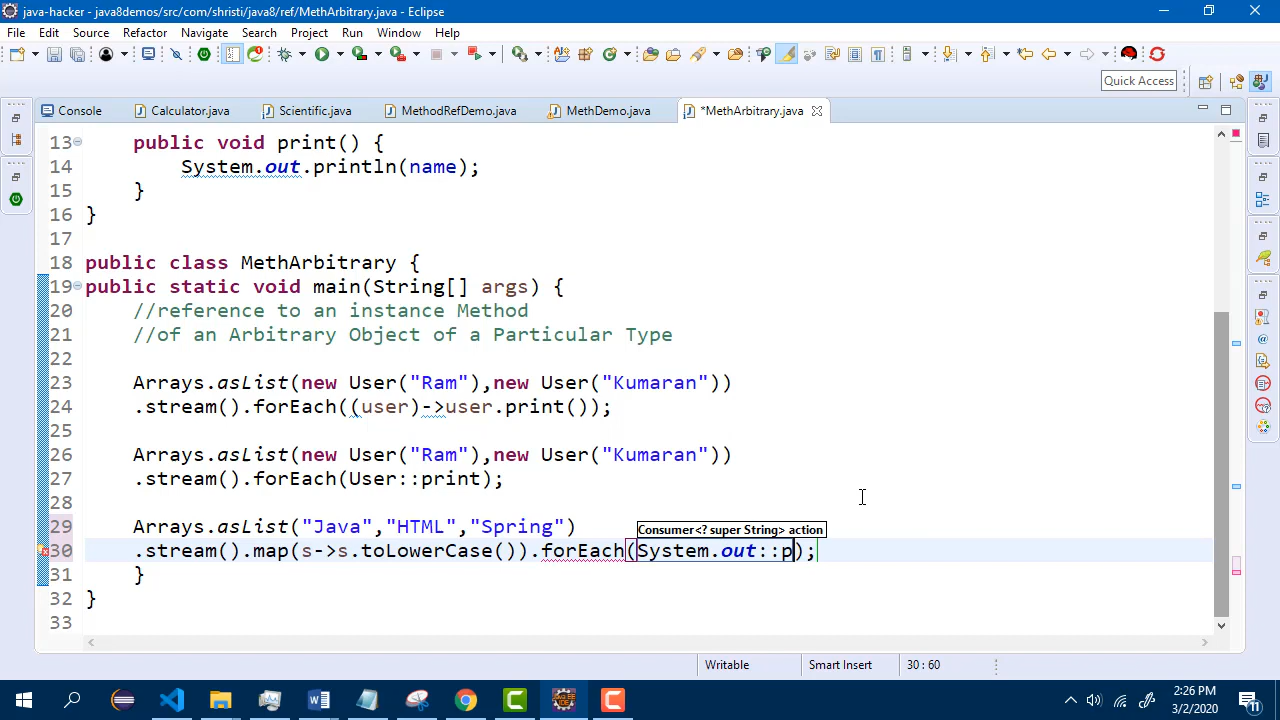 java-hacker - java8demos/src/com/shristi/java8/ref/MethArbitrary.java - Eclipse
File Edit Source Refactor Navigate Search Project Run Window Help
Quick Access
Console Calculator.java Scientific.java MethodRefDemo.java MethDemo.java *MethArbitrary.java
13 public void print() {
14 System.out.println(name);
15 }
16 }
17
18 public class MethArbitrary {
19 public static void main(String[] args) {
20 //reference to an instance Method
21 //of an Arbitrary Object of a Particular Type
22
23 Arrays.asList(new User("Ram"),new User("Kumaran"))
24 .stream().forEach((user)->user.print());
25
26 Arrays.asList(new User("Ram"),new User("Kumaran"))
27 .stream().forEach(User::print);
28
29 Arrays.asList("Java","HTML","Spring")
Consumer<? super String> action
30 .stream().map(s->s.toLowerCase()).forEach(System.out::p);
31 }
32 }
33
Writable Smart Insert 30 : 60
2:26 PM
3/2/2020
11